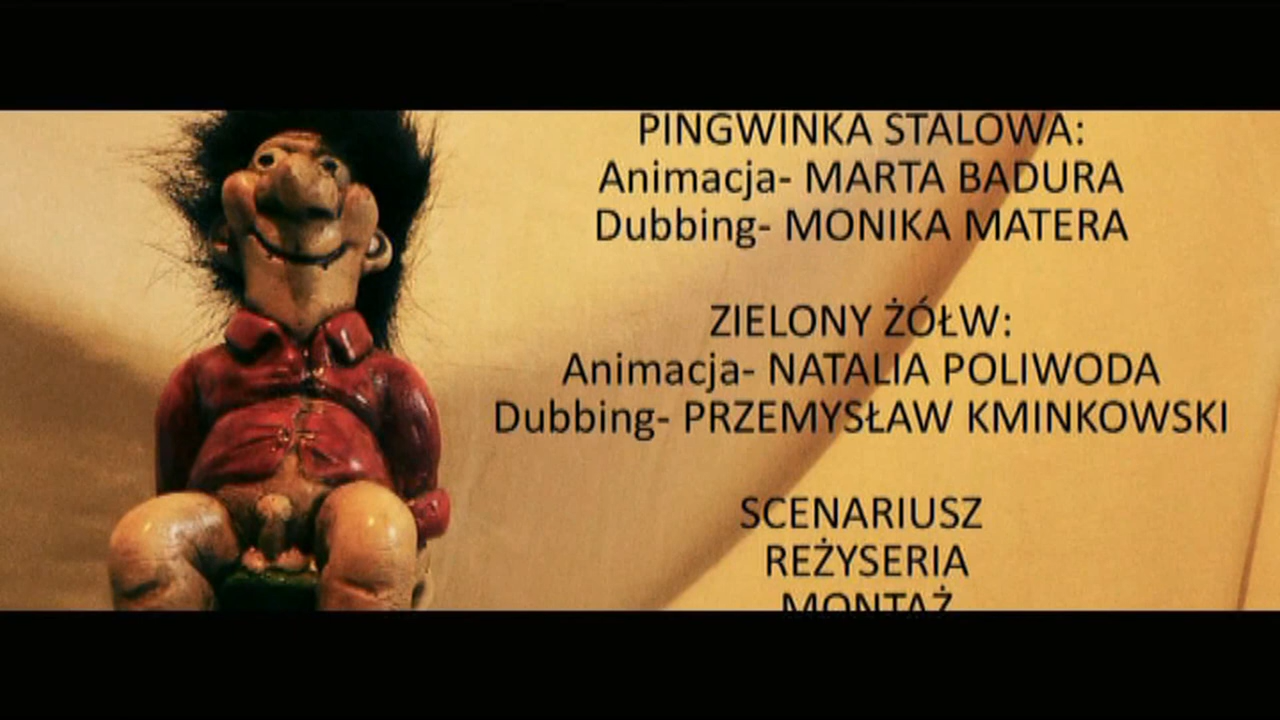 PINGWINKA STALOWA:
Animacja- MARTA BADURA
Dubbing- MONIKA MATERA
ZIELONY ŻÓŁW:
Animacja- NATALIA POLIWODA
Dubbing- PRZEMYSŁAW KMINKOWSKI
SCENARIUSZ
REŻYSERIA
MONTAŻ